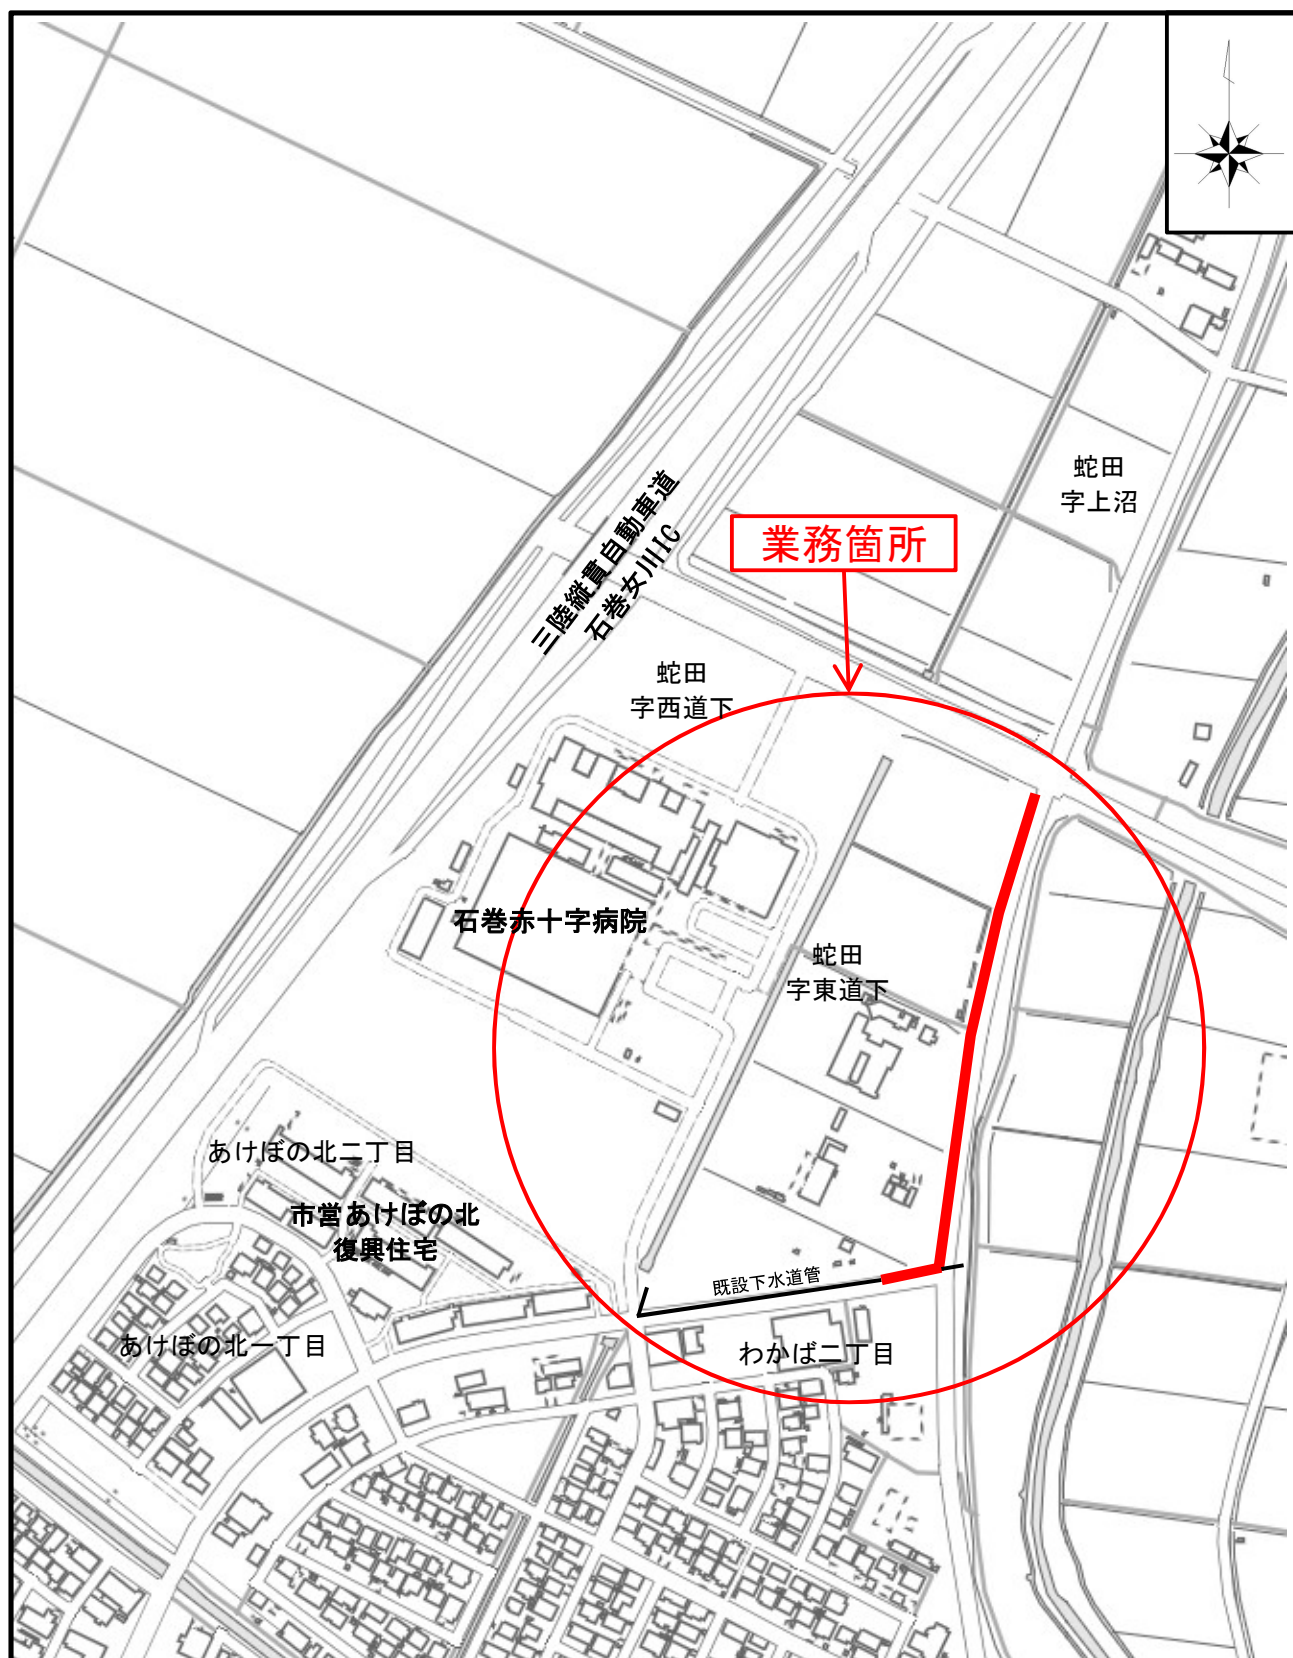 蛇田
字上沼
三陸縦貫自動車道
石巻女川IC
業務箇所
蛇田
字西道下
石巻赤十字病院
蛇田
字東道下
あけぼの北二丁目
市営あけぼの北
復興住宅
既設下水道管
あけぼの北一丁目
わかば二丁目